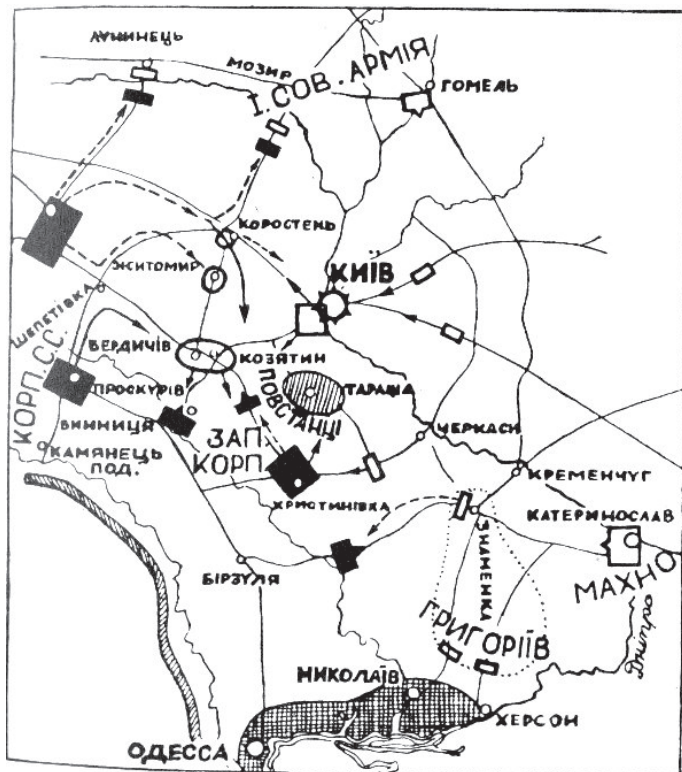 ЛУНИНЕЦЬ
МОЗИР
І. СОВ. АРМІЯ
ГОМЕЛЬ
КОРОСТЕНЬ
ЖИТОМИР
КИЇВ
ШЕПЕТІВКА
БЕРДИЧІВ
КОЗЯТИН
КОРП. С.С.
ПРОСКУРІВ
ПОВСТАНЦІ
ТАРАЩА
ВИННИЦЯ
ЗАП.
КОРП.
КАМЯНЕЦЬ
ПОД.
ЧЕРКАСИ
КРЕМЕНЧУГ
ХРИСТИНІВКА
ЗНАМЕНКА
КАТЕРИНОСЛАВ
МАХНО
БІРЗУЛЯ
ГРИГОРІЇВ
Днипро
НИКОЛАЇВ
ХЕРСОН
ОДЕССА